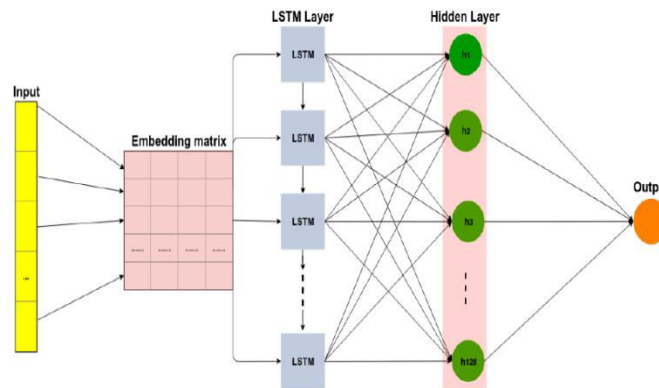 LSTM Layer
Hidden Layer
Input
Embedding matrix
LSTM
h1
LSTM
h2
LSTM
h3
LSTM
h128
Outp